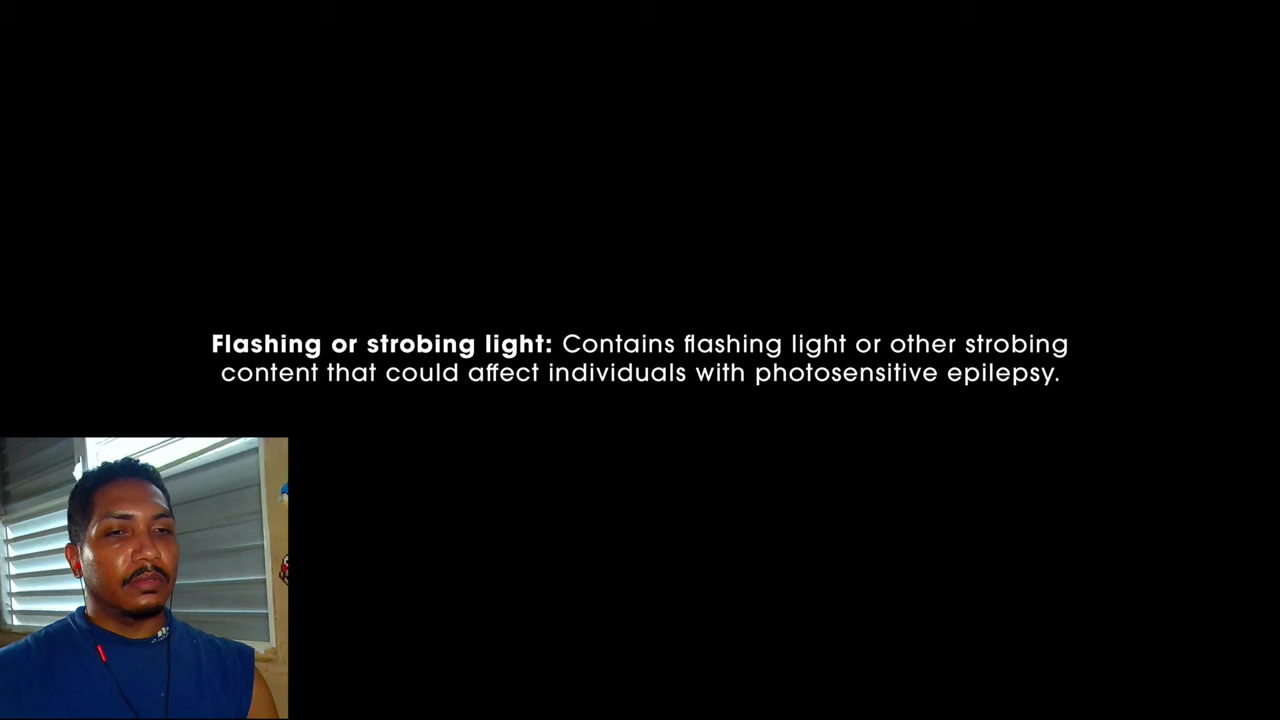 Flashing or strobing light: Contains flashing light or other strobing
content that could affect individuals with photosensitive epilepsy.